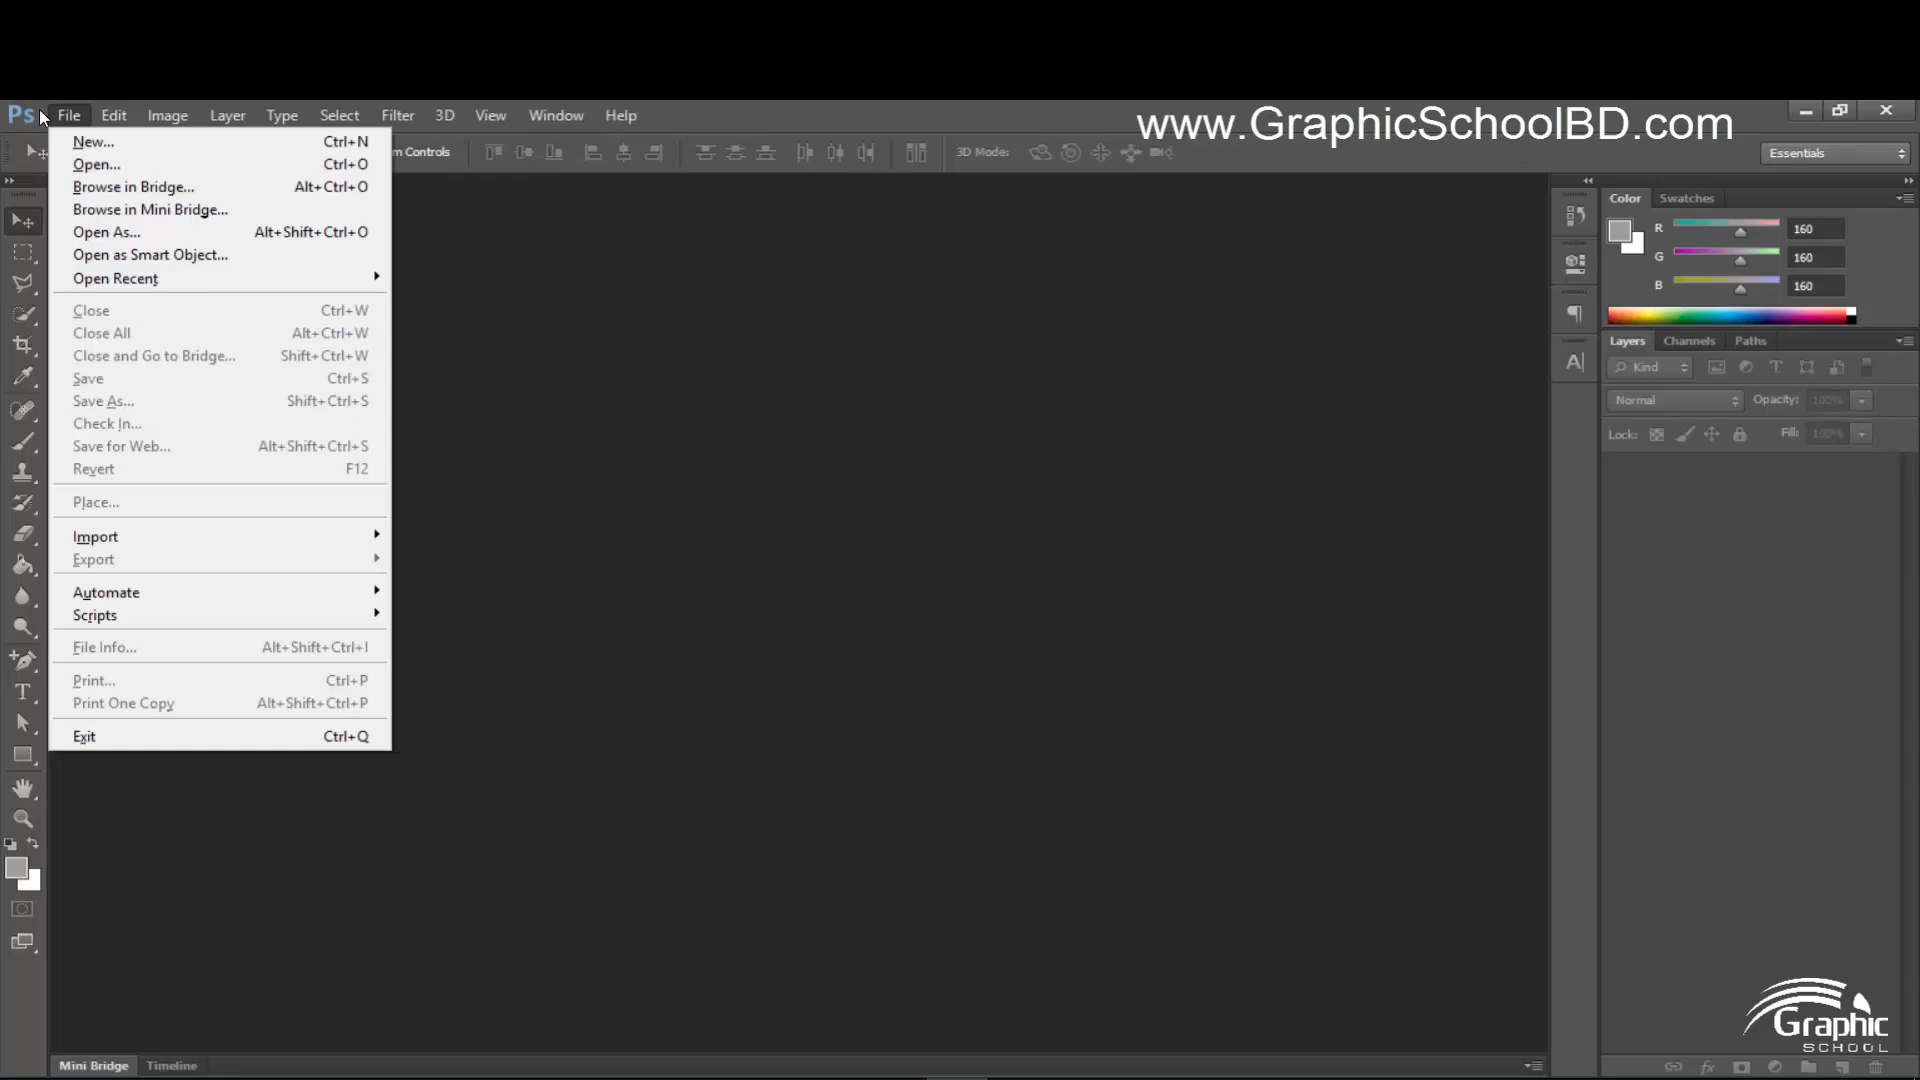 Ps File Edit Image Layer Type Select Filter 3D View Window Help
www.GraphicSchoolBD.com
m Controls 3D Mode: Essentials
New... Ctrl+N
Open... Ctrl+O
Browse in Bridge... Alt+Ctrl+O
Browse in Mini Bridge...
Open As... Alt+Shift+Ctrl+O
Open as Smart Object...
Open Recent
Close Ctrl+W
Close All Alt+Ctrl+W
Close and Go to Bridge... Shift+Ctrl+W
Save Ctrl+S
Save As... Shift+Ctrl+S
Check In...
Save for Web... Alt+Shift+Ctrl+S
Revert F12
Place...
Import
Export
Automate
Scripts
File Info... Alt+Shift+Ctrl+I
Print... Ctrl+P
Print One Copy Alt+Shift+Ctrl+P
Exit Ctrl+Q
Color Swatches
R 160
G 160
B 160
Layers Channels Paths
Kind
Normal Opacity: 100%
Lock: Fill: 100%
Graphic
SCHOOL
Mini Bridge Timeline